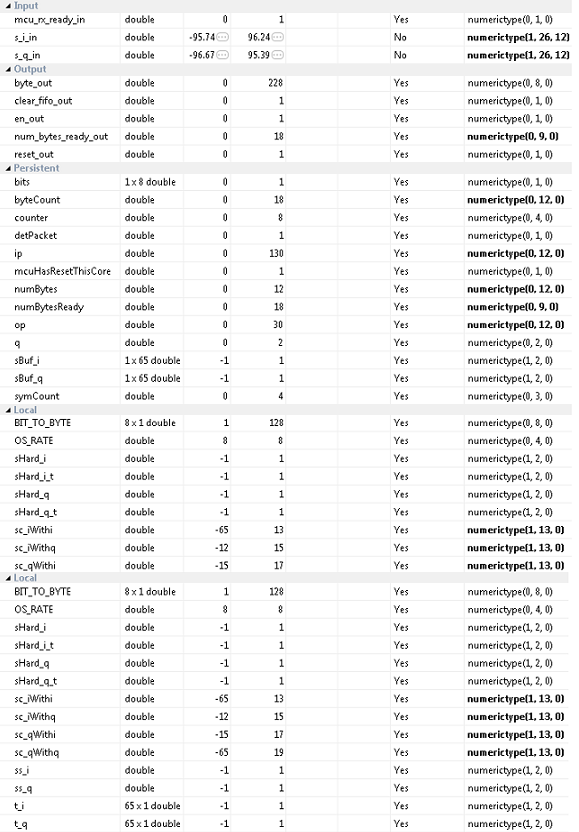 Input
mcu_rx_ready_in double 0 1 Yes numerictype(0, 1, 0)
s_i_in double -95.74 96.24 No numerictype(1, 26, 12)
s_q_in double -96.67 95.39 No numerictype(1, 26, 12)
Output
byte_out double 0 228 Yes numerictype(0, 8, 0)
clear_fifo_out double 0 1 Yes numerictype(0, 1, 0)
en_out double 0 1 Yes numerictype(0, 1, 0)
num_bytes_ready_out double 0 18 Yes numerictype(0, 9, 0)
reset_out double 0 1 Yes numerictype(0, 1, 0)
Persistent
bits 1 x 8 double 0 1 Yes numerictype(0, 1, 0)
byteCount double 0 18 Yes numerictype(0, 12, 0)
counter double 0 8 Yes numerictype(0, 4, 0)
detPacket double 0 1 Yes numerictype(0, 1, 0)
ip double 0 130 Yes numerictype(0, 12, 0)
mcuHasResetThisCore double 0 1 Yes numerictype(0, 1, 0)
numBytes double 0 12 Yes numerictype(0, 12, 0)
numBytesReady double 0 18 Yes numerictype(0, 9, 0)
op double 0 30 Yes numerictype(0, 12, 0)
q double 0 2 Yes numerictype(0, 2, 0)
sBuf_i 1 x 65 double -1 1 Yes numerictype(1, 2, 0)
sBuf_q 1 x 65 double -1 1 Yes numerictype(1, 2, 0)
symCount double 0 4 Yes numerictype(0, 3, 0)
Local
BIT_TO_BYTE 8 x 1 double 1 128 Yes numerictype(0, 8, 0)
OS_RATE double 8 8 Yes numerictype(0, 4, 0)
sHard_i double -1 1 Yes numerictype(1, 2, 0)
sHard_i_t double -1 1 Yes numerictype(1, 2, 0)
sHard_q double -1 1 Yes numerictype(1, 2, 0)
sHard_q_t double -1 1 Yes numerictype(1, 2, 0)
sc_iWithi double -65 13 Yes numerictype(1, 13, 0)
sc_iWithq double -12 15 Yes numerictype(1, 13, 0)
sc_qWithi double -15 17 Yes numerictype(1, 13, 0)
Local
BIT_TO_BYTE 8 x 1 double 1 128 Yes numerictype(0, 8, 0)
OS_RATE double 8 8 Yes numerictype(0, 4, 0)
sHard_i double -1 1 Yes numerictype(1, 2, 0)
sHard_i_t double -1 1 Yes numerictype(1, 2, 0)
sHard_q double -1 1 Yes numerictype(1, 2, 0)
sHard_q_t double -1 1 Yes numerictype(1, 2, 0)
sc_iWithi double -65 13 Yes numerictype(1, 13, 0)
sc_iWithq double -12 15 Yes numerictype(1, 13, 0)
sc_qWithi double -15 17 Yes numerictype(1, 13, 0)
sc_qWithq double -65 19 Yes numerictype(1, 13, 0)
ss_i double -1 1 Yes numerictype(1, 2, 0)
ss_q double -1 1 Yes numerictype(1, 2, 0)
t_i 65 x 1 double -1 1 Yes numerictype(1, 2, 0)
t_q 65 x 1 double -1 1 Yes numerictype(1, 2, 0)